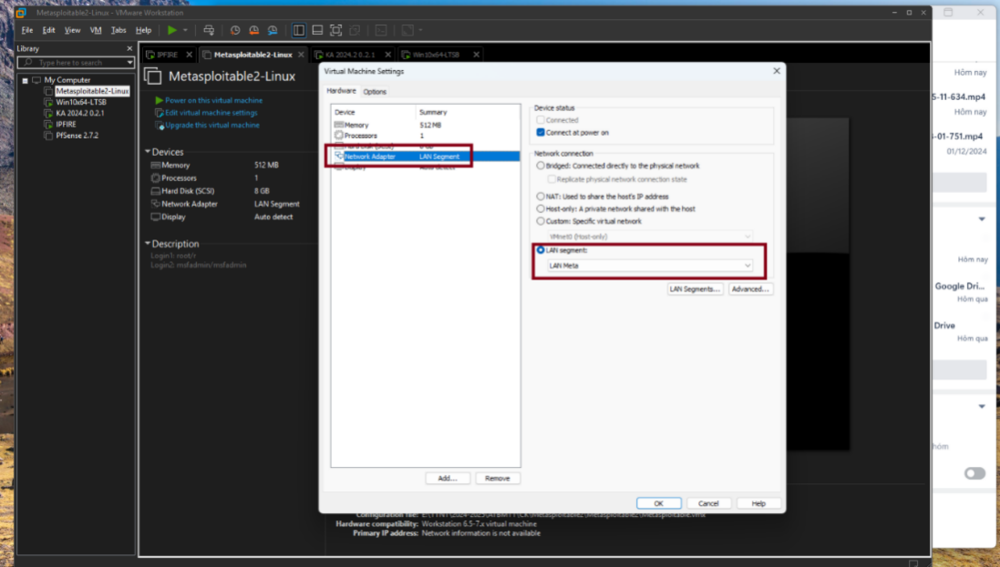 Metasploitable2-Linux - VMware Workstation
File Edit View VM Tabs Help
Library
Type here to search
My Computer
Metasploitable2-Linux
Win10x64-LTSB
KA 2024.2 0.2.1
IPFIRE
PfSense 2.7.2
IPFIRE
Metasploitable2-Linux
KA 2024.2 0.2.1
Win10x64-LTSB
Metasploitable2-Linux
Power on this virtual machine
Edit virtual machine settings
Upgrade this virtual machine
Devices
Memory 512 MB
Processors 1
Hard Disk (SCSI) 8 GB
Network Adapter LAN Segment
Display Auto detect
Description
Login1: root/r
Login2: msfadmin/msfadmin
Virtual Machine Settings
Hardware Options
Device Summary
Memory 512 MB
Processors 1
Hard Disk (SCSI) 8 GB
Network Adapter LAN Segment
Display Auto detect
Add... Remove
Device status
Connected
Connect at power on
Network connection
Bridged: Connected directly to the physical network
Replicate physical network connection state
NAT: Used to share the host's IP address
Host-only: A private network shared with the host
Custom: Specific virtual network
VMnet0 (Host-only)
LAN segment:
LAN Meta
LAN Segments... Advanced...
OK Cancel Help
Configuration file:
Hardware compatibility: Workstation 6.5-7.x virtual machine
Primary IP address: Network information is not available
Hôm nay
5-11-634.mp4
Hôm nay
-01-751.mp4
01/12/2024
Hôm nay
Google Dri...
Hôm qua
Drive
Hôm qua
hóm